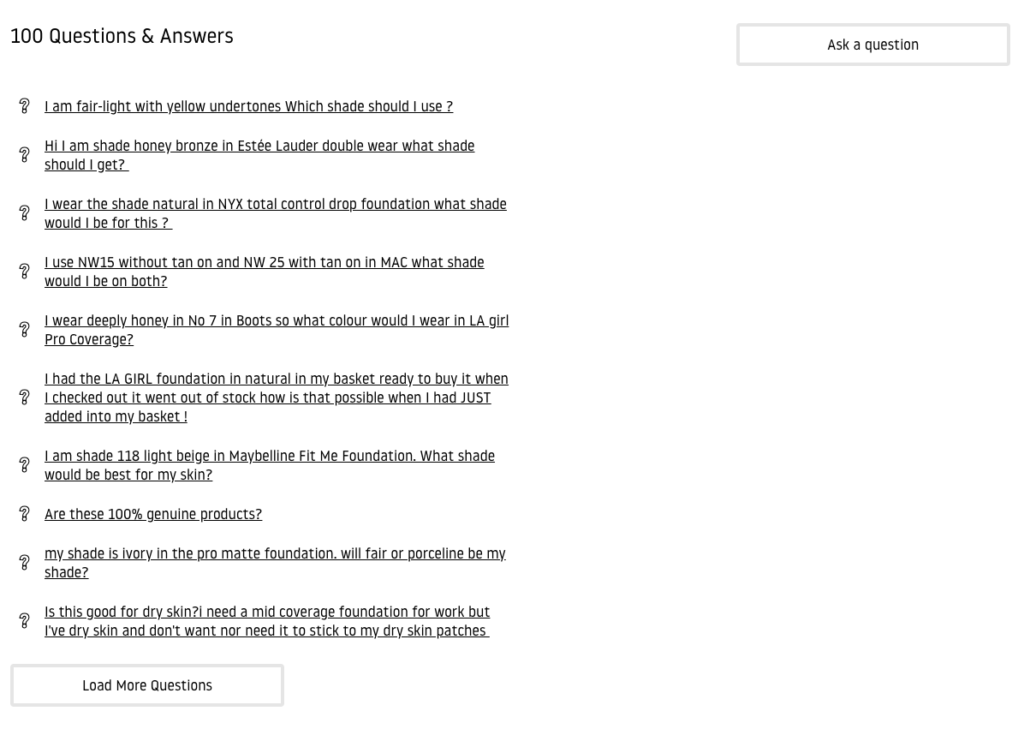 100 Questions & Answers
Ask a question
I am fair-light with yellow undertones Which shade should I use ?
Hi I am shade honey bronze in Estée Lauder double wear what shade
should I get?
I wear the shade natural in NYX total control drop foundation what shade
would I be for this ?
I use NW15 without tan on and NW 25 with tan on in MAC what shade
would I be on both?
I wear deeply honey in No 7 in Boots so what colour would I wear in LA girl
Pro Coverage?
I had the LA GIRL foundation in natural in my basket ready to buy it when
I checked out it went out of stock how is that possible when I had JUST
added into my basket !
I am shade 118 light beige in Maybelline Fit Me Foundation. What shade
would be best for my skin?
Are these 100% genuine products?
my shade is ivory in the pro matte foundation. will fair or porceline be my
shade?
Is this good for dry skin?i need a mid coverage foundation for work but
I've dry skin and don't want nor need it to stick to my dry skin patches
Load More Questions